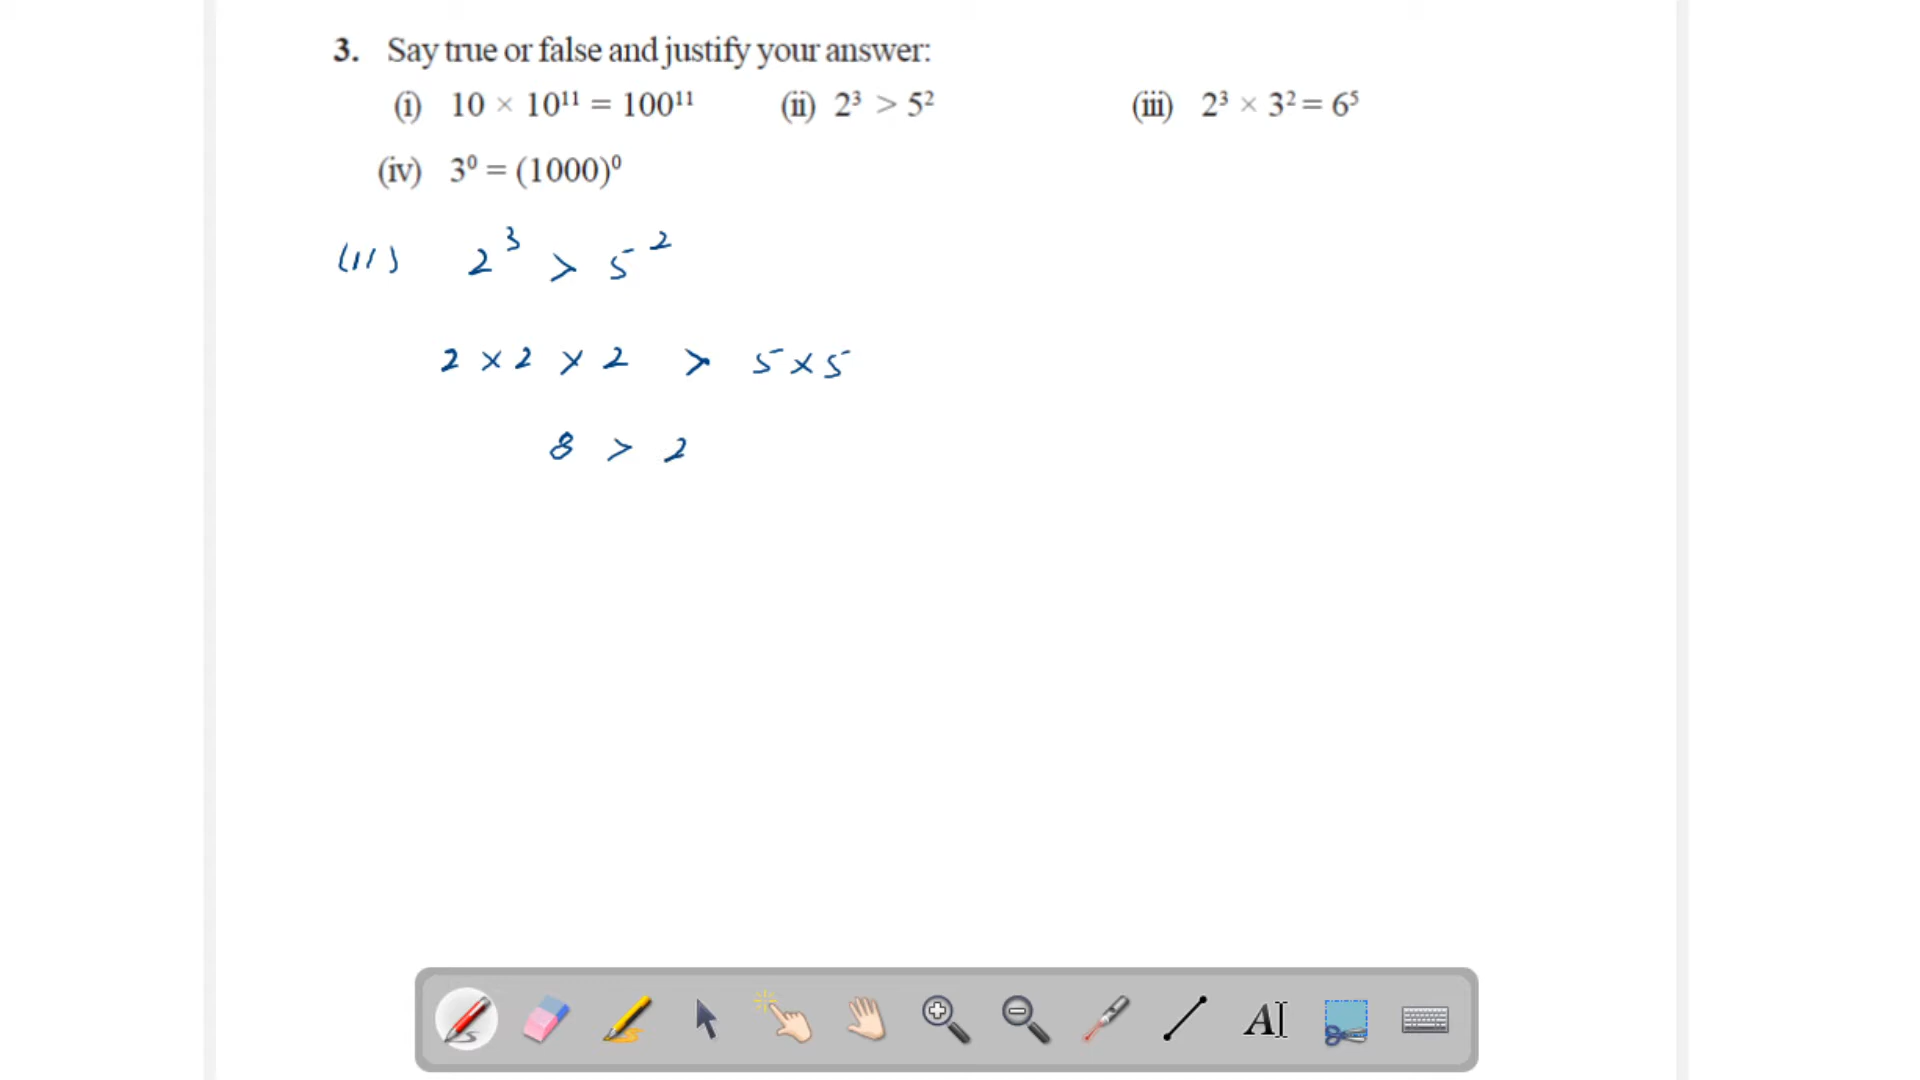 3. Say true or false and justify your answer:
(i) 10 × 10¹¹ = 100¹¹ (ii) 2³ > 5² (iii) 2³ × 3² = 6⁵
(iv) 3⁰ = (1000)⁰
(ii) 2³ > 5²
2 × 2 × 2 > 5 × 5
8 > 2
AI